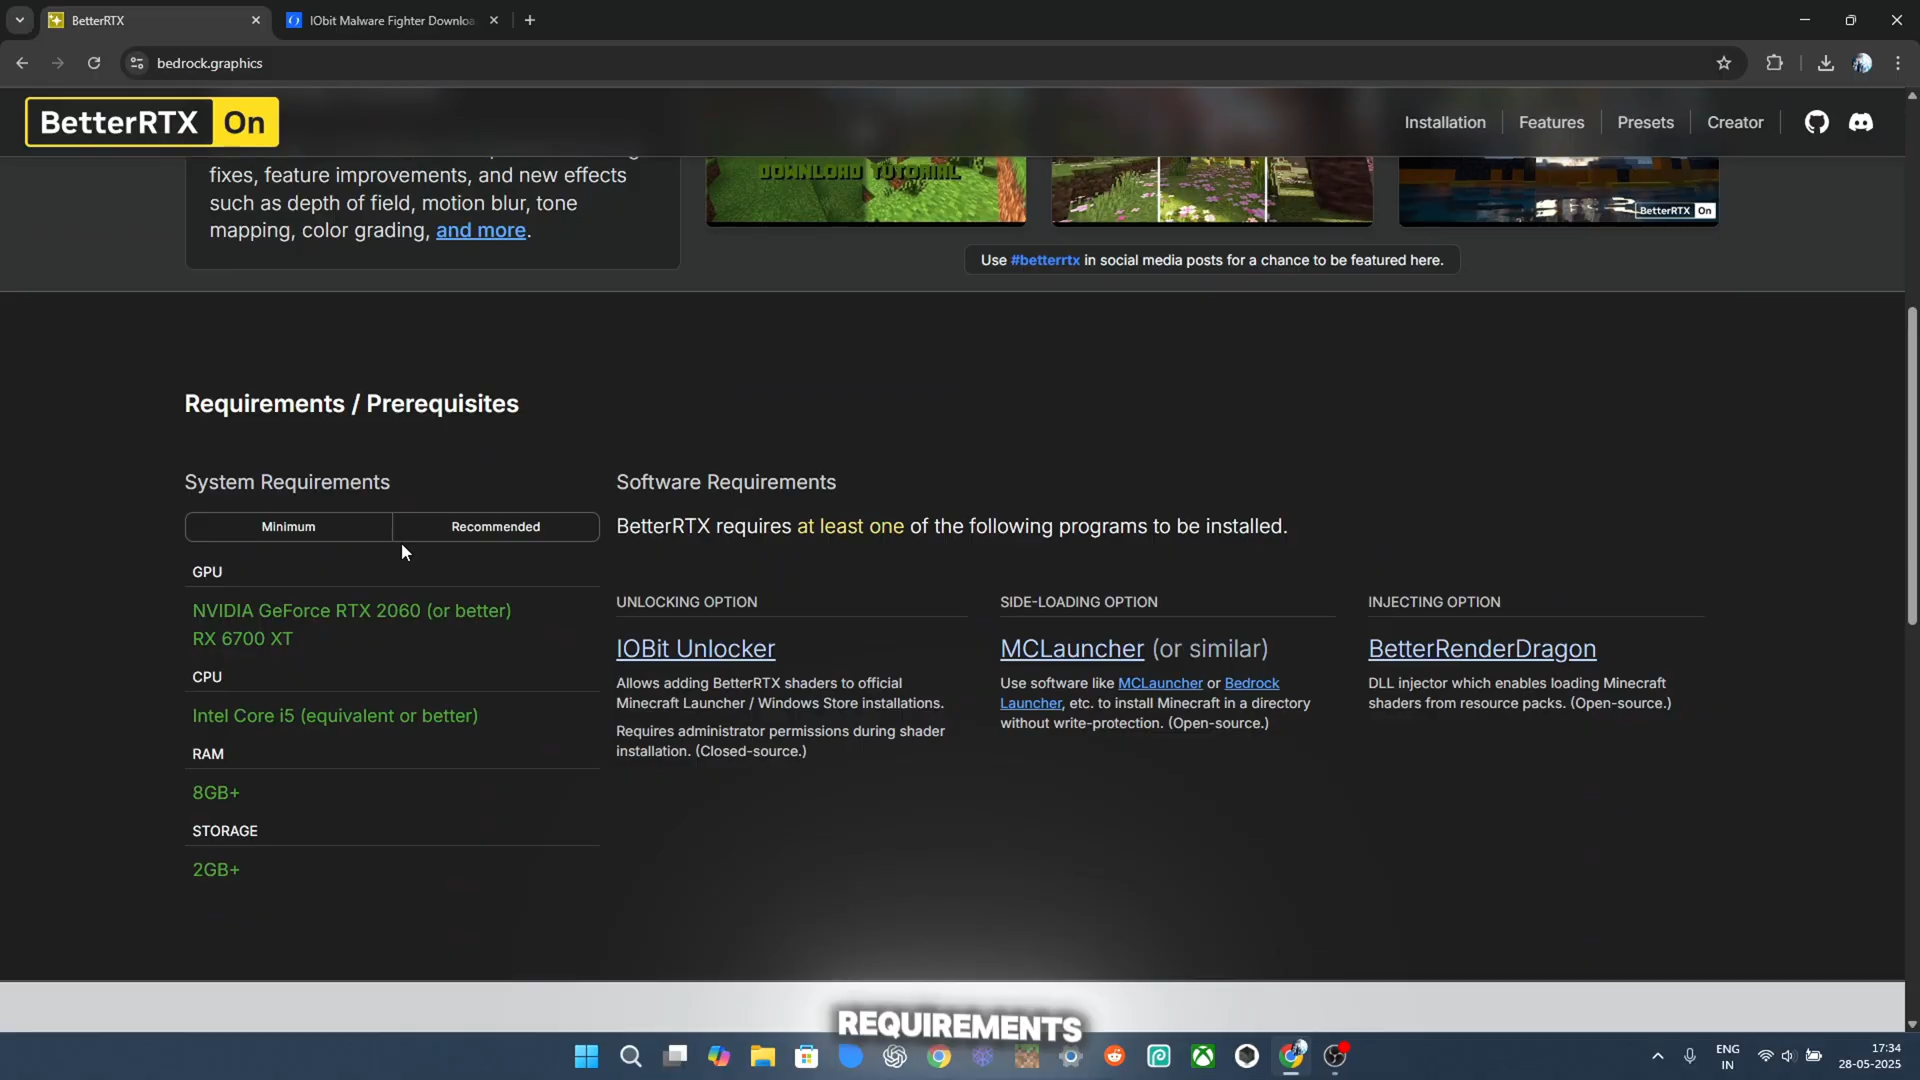 BetterRTX
IObit Malware Fighter Downloa
bedrock.graphics
BetterRTX On
Installation
Features
Presets
Creator
fixes, feature improvements, and new effects
such as depth of field, motion blur, tone
mapping, color grading, and more.
DOWNLOAD TUTORIAL
BetterRTX On
Use #betterrtx in social media posts for a chance to be featured here.
Requirements / Prerequisites
System Requirements
Minimum
Recommended
GPU
NVIDIA GeForce RTX 2060 (or better)
RX 6700 XT
CPU
Intel Core i5 (equivalent or better)
RAM
8GB+
STORAGE
2GB+
Software Requirements
BetterRTX requires at least one of the following programs to be installed.
UNLOCKING OPTION
IOBit Unlocker
Allows adding BetterRTX shaders to official
Minecraft Launcher / Windows Store installations.
Requires administrator permissions during shader
installation. (Closed-source.)
SIDE-LOADING OPTION
MCLauncher (or similar)
Use software like MCLauncher or Bedrock
Launcher, etc. to install Minecraft in a directory
without write-protection. (Open-source.)
INJECTING OPTION
BetterRenderDragon
DLL injector which enables loading Minecraft
shaders from resource packs. (Open-source.)
REQUIREMENTS
ENG
IN
17:34
28-05-2025